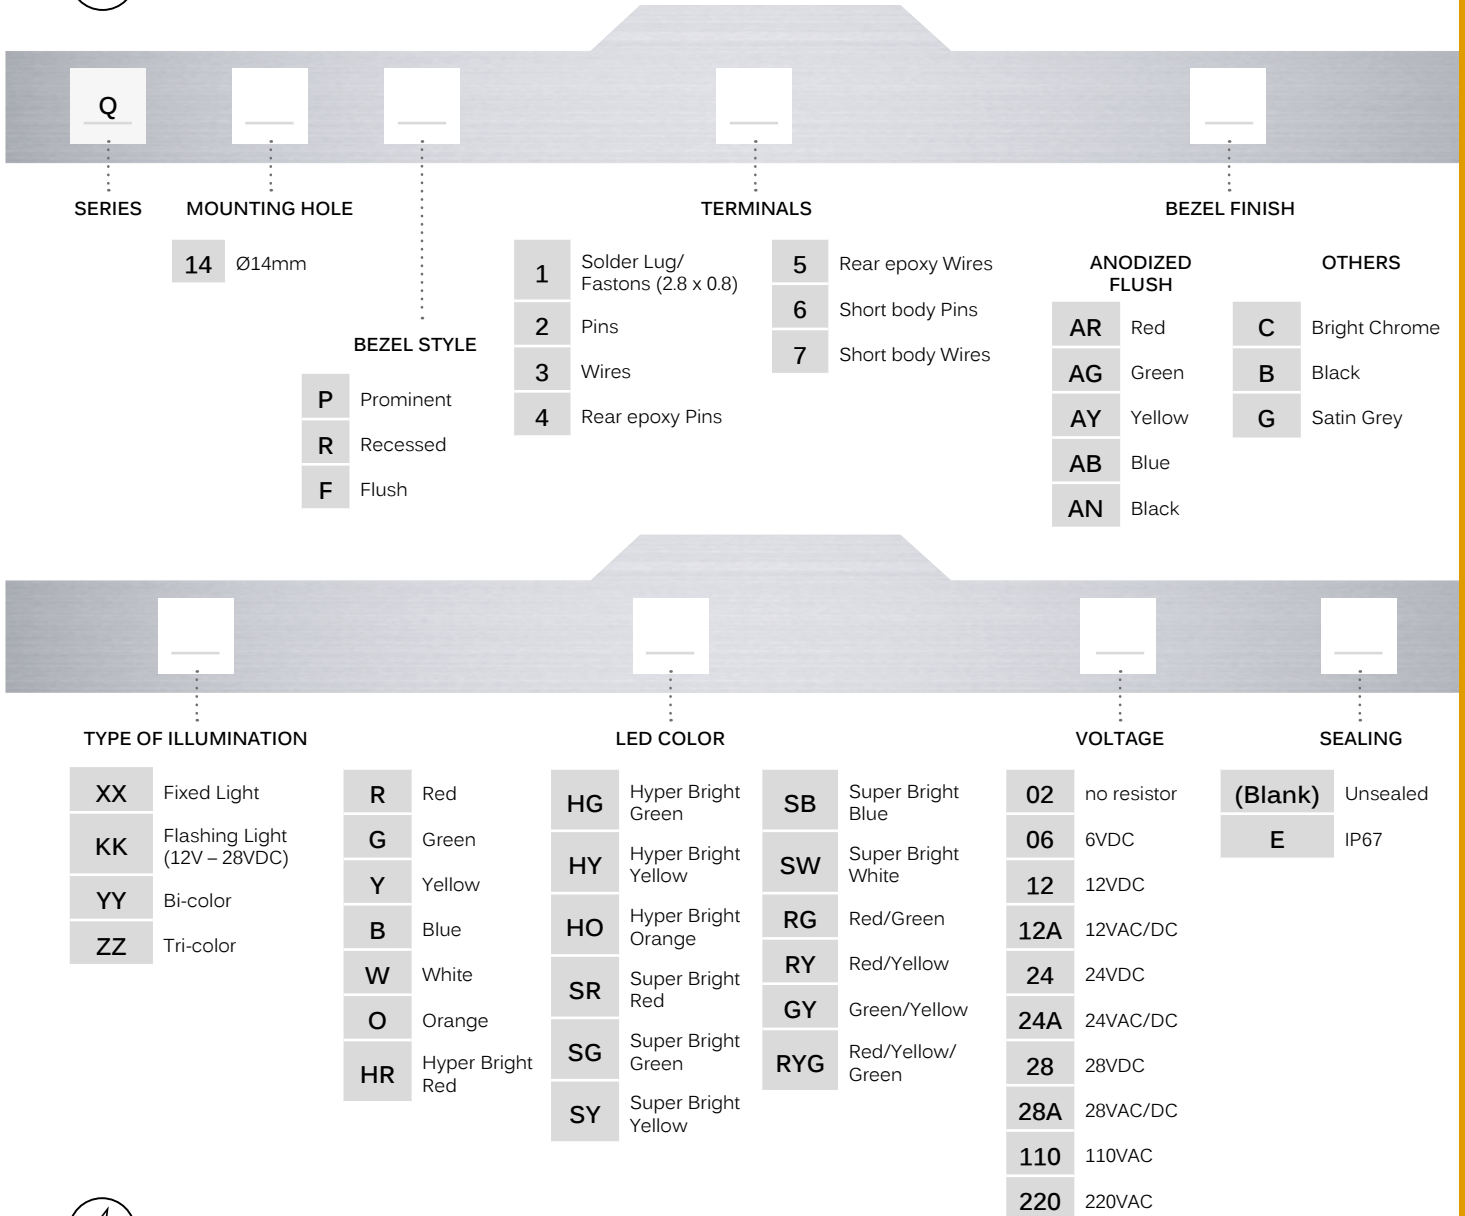 Q
SERIES
MOUNTING HOLE
14 Ø14mm
BEZEL STYLE
P Prominent
R Recessed
F Flush
TERMINALS
1 Solder Lug/
Fastons (2.8 x 0.8)
2 Pins
3 Wires
4 Rear epoxy Pins
5 Rear epoxy Wires
6 Short body Pins
7 Short body Wires
BEZEL FINISH
ANODIZED
FLUSH
AR Red
AG Green
AY Yellow
AB Blue
AN Black
OTHERS
C Bright Chrome
B Black
G Satin Grey
TYPE OF ILLUMINATION
XX Fixed Light
KK Flashing Light
(12V – 28VDC)
YY Bi-color
ZZ Tri-color
LED COLOR
R Red
G Green
Y Yellow
B Blue
W White
O Orange
HR Hyper Bright
Red
HG Hyper Bright
Green
HY Hyper Bright
Yellow
HO Hyper Bright
Orange
SR Super Bright
Red
SG Super Bright
Green
SY Super Bright
Yellow
SB Super Bright
Blue
SW Super Bright
White
RG Red/Green
RY Red/Yellow
GY Green/Yellow
RYG Red/Yellow/
Green
VOLTAGE
02 no resistor
06 6VDC
12 12VDC
12A 12VAC/DC
24 24VDC
24A 24VAC/DC
28 28VDC
28A 28VAC/DC
110 110VAC
220 220VAC
SEALING
(Blank) Unsealed
E IP67